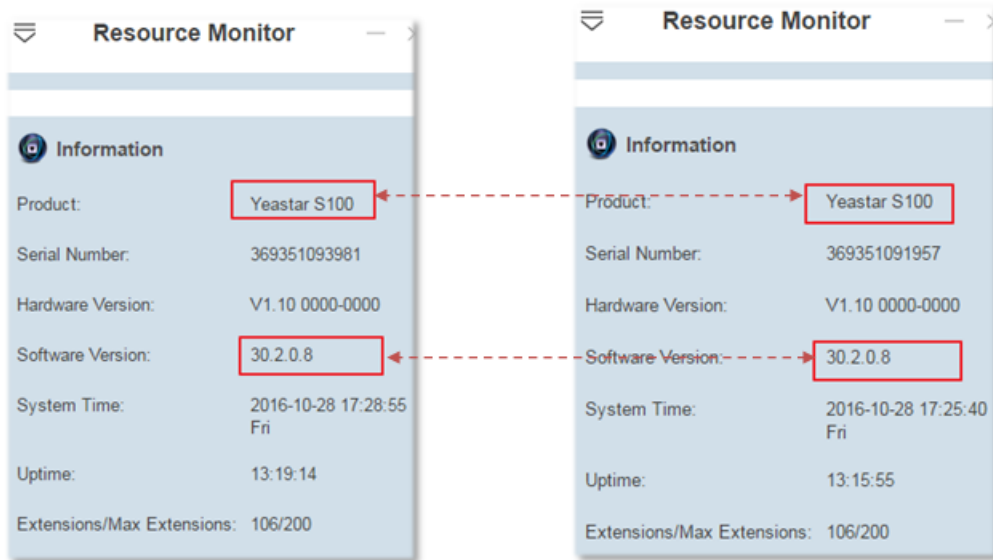 Resource Monitor
Information
Product: Yeastar S100
Serial Number: 369351093981
Hardware Version: V1.10 0000-0000
Software Version: 30.2.0.8
System Time: 2016-10-28 17:28:55
Fri
Uptime: 13:19:14
Extensions/Max Extensions: 106/200
Resource Monitor
Information
Product: Yeastar S100
Serial Number: 369351091957
Hardware Version: V1.10 0000-0000
Software Version: 30.2.0.8
System Time: 2016-10-28 17:25:40
Fri
Uptime: 13:15:55
Extensions/Max Extensions: 106/200